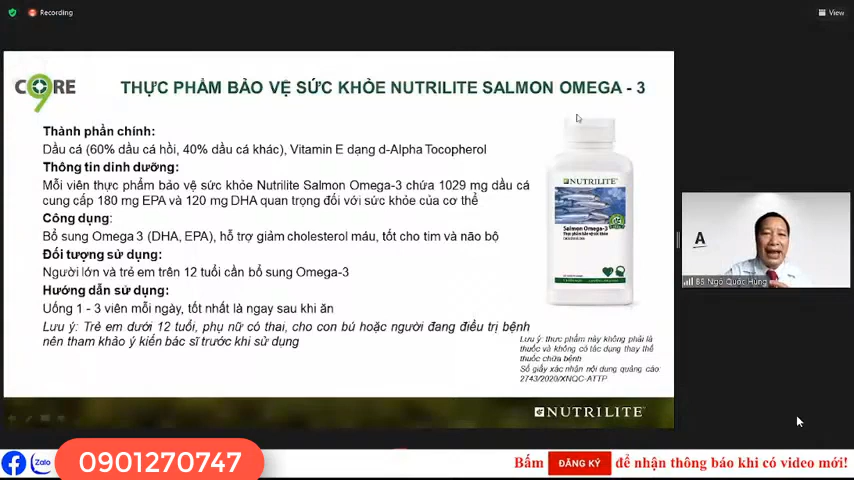 Recording
View
CORE 9
THỰC PHẨM BẢO VỆ SỨC KHỎE NUTRILITE SALMON OMEGA - 3
Thành phần chính:
Dầu cá (60% dầu cá hồi, 40% dầu cá khác), Vitamin E dạng d-Alpha Tocopherol
Thông tin dinh dưỡng:
Mỗi viên thực phẩm bảo vệ sức khỏe Nutrilite Salmon Omega-3 chứa 1029 mg dầu cá
cung cấp 180 mg EPA và 120 mg DHA quan trọng đối với sức khỏe của cơ thể
Công dụng:
Bổ sung Omega 3 (DHA, EPA), hỗ trợ giảm cholesterol máu, tốt cho tim và não bộ
Đối tượng sử dụng:
Người lớn và trẻ em trên 12 tuổi cần bổ sung Omega-3
Hướng dẫn sử dụng:
Uống 1 - 3 viên mỗi ngày, tốt nhất là ngay sau khi ăn
Lưu ý: Trẻ em dưới 12 tuổi, phụ nữ có thai, cho con bú hoặc người đang điều trị bệnh
nên tham khảo ý kiến bác sĩ trước khi sử dụng
NUTRILITE
Salmon Omega-3
Thực phẩm bảo vệ sức khỏe
Lưu ý: thực phẩm này không phải là
thuốc và không có tác dụng thay thế
thuốc chữa bệnh
Số giấy xác nhận nội dung quảng cáo:
2743/2020/XNQC-ATTP
NUTRILITE
A
BS Ngô Quốc Hùng
Zalo
0901270747
Bấm ĐĂNG KÝ để nhận thông báo khi có video mới!